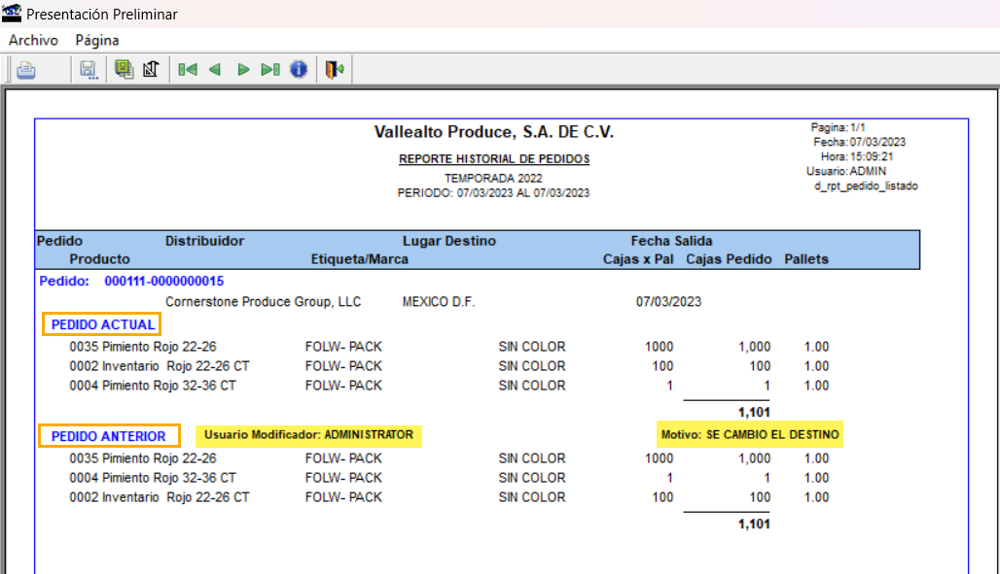 Presentación Preliminar
Archivo Página
Vallealto Produce, S.A. DE C.V.
REPORTE HISTORIAL DE PEDIDOS
TEMPORADA 2022
PERIODO: 07/03/2023 AL 07/03/2023
Pagina: 1/1
Fecha: 07/03/2023
Hora: 15:09:21
Usuario: ADMIN
d_rpt_pedido_listado
Pedido Distribuidor Lugar Destino Fecha Salida
Producto Etiqueta/Marca Cajas x Pal Cajas Pedido Pallets
Pedido: 000111-0000000015
Cornerstone Produce Group, LLC MEXICO D.F. 07/03/2023
PEDIDO ACTUAL
0035 Pimiento Rojo 22-26 FOLW- PACK SIN COLOR 1000 1,000 1.00
0002 Inventario Rojo 22-26 CT FOLW- PACK SIN COLOR 100 100 1.00
0004 Pimiento Rojo 32-36 CT FOLW- PACK SIN COLOR 1 1 1.00
1,101
PEDIDO ANTERIOR Usuario Modificador: ADMINISTRATOR Motivo: SE CAMBIO EL DESTINO
0035 Pimiento Rojo 22-26 FOLW- PACK SIN COLOR 1000 1,000 1.00
0004 Pimiento Rojo 32-36 CT FOLW- PACK SIN COLOR 1 1 1.00
0002 Inventario Rojo 22-26 CT FOLW- PACK SIN COLOR 100 100 1.00
1,101